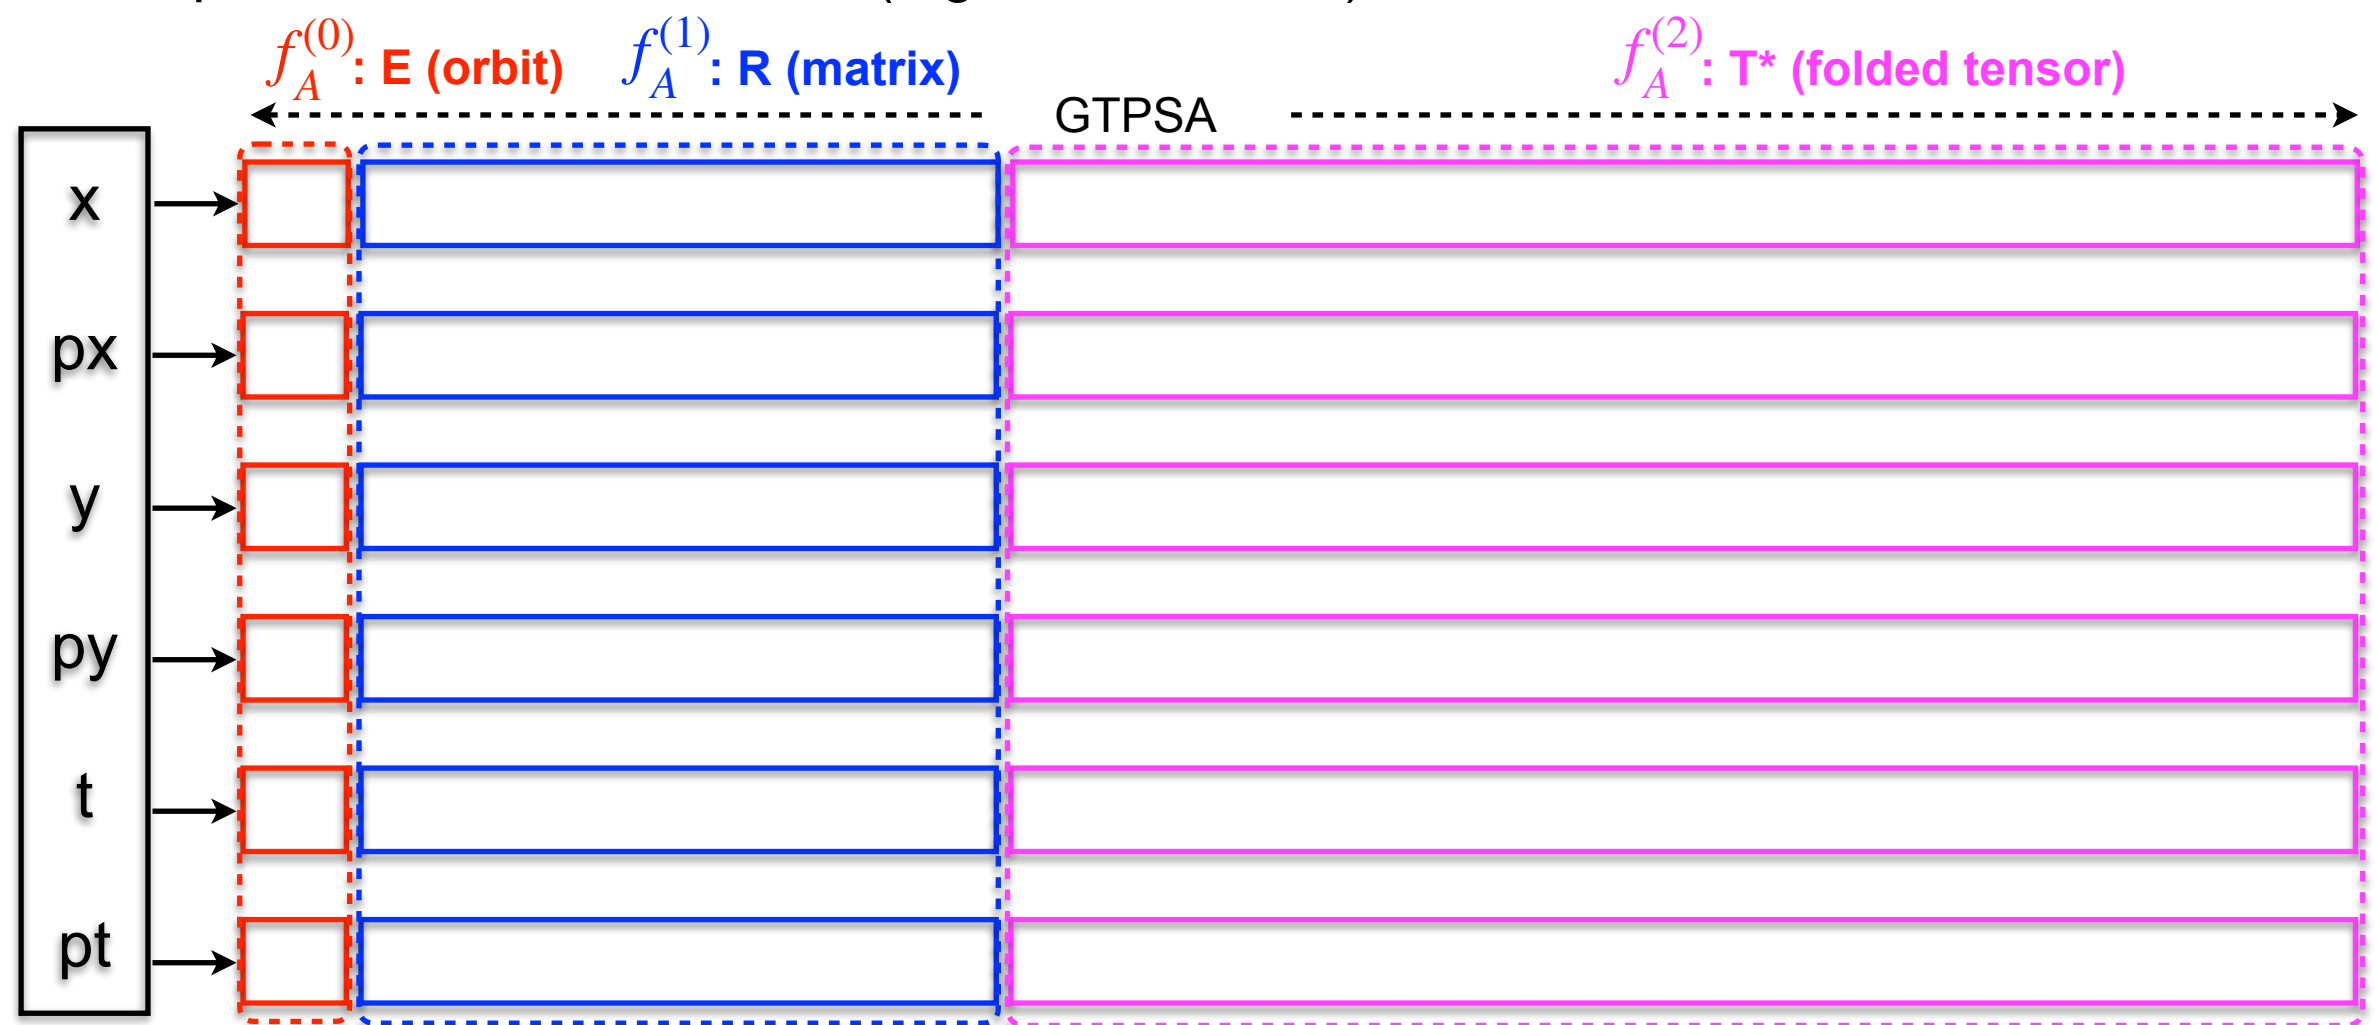 f_A^(0): E (orbit) f_A^(1): R (matrix) f_A^(2): T* (folded tensor)
GTPSA
x
px
y
py
t
pt